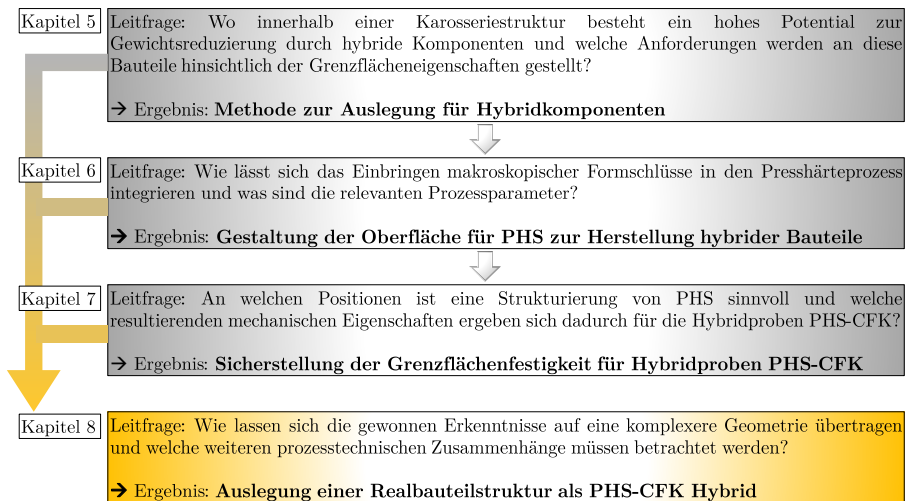 Kapitel 5
Leitfrage: Wo innerhalb einer Karosseriestruktur besteht ein hohes Potential zur
Gewichtsreduzierung durch hybride Komponenten und welche Anforderungen werden an diese
Bauteile hinsichtlich der Grenzflächeneigenschaften gestellt?
→ Ergebnis: Methode zur Auslegung für Hybridkomponenten
Kapitel 6
Leitfrage: Wie lässt sich das Einbringen makroskopischer Formschlüsse in den Presshärteprozess
integrieren und was sind die relevanten Prozessparameter?
→ Ergebnis: Gestaltung der Oberfläche für PHS zur Herstellung hybrider Bauteile
Kapitel 7
Leitfrage: An welchen Positionen ist eine Strukturierung von PHS sinnvoll und welche
resultierenden mechanischen Eigenschaften ergeben sich dadurch für die Hybridproben PHS-CFK?
→ Ergebnis: Sicherstellung der Grenzflächenfestigkeit für Hybridproben PHS-CFK
Kapitel 8
Leitfrage: Wie lassen sich die gewonnen Erkenntnisse auf eine komplexere Geometrie übertragen
und welche weiteren prozesstechnischen Zusammenhänge müssen betrachtet werden?
→ Ergebnis: Auslegung einer Realbauteilstruktur als PHS-CFK Hybrid